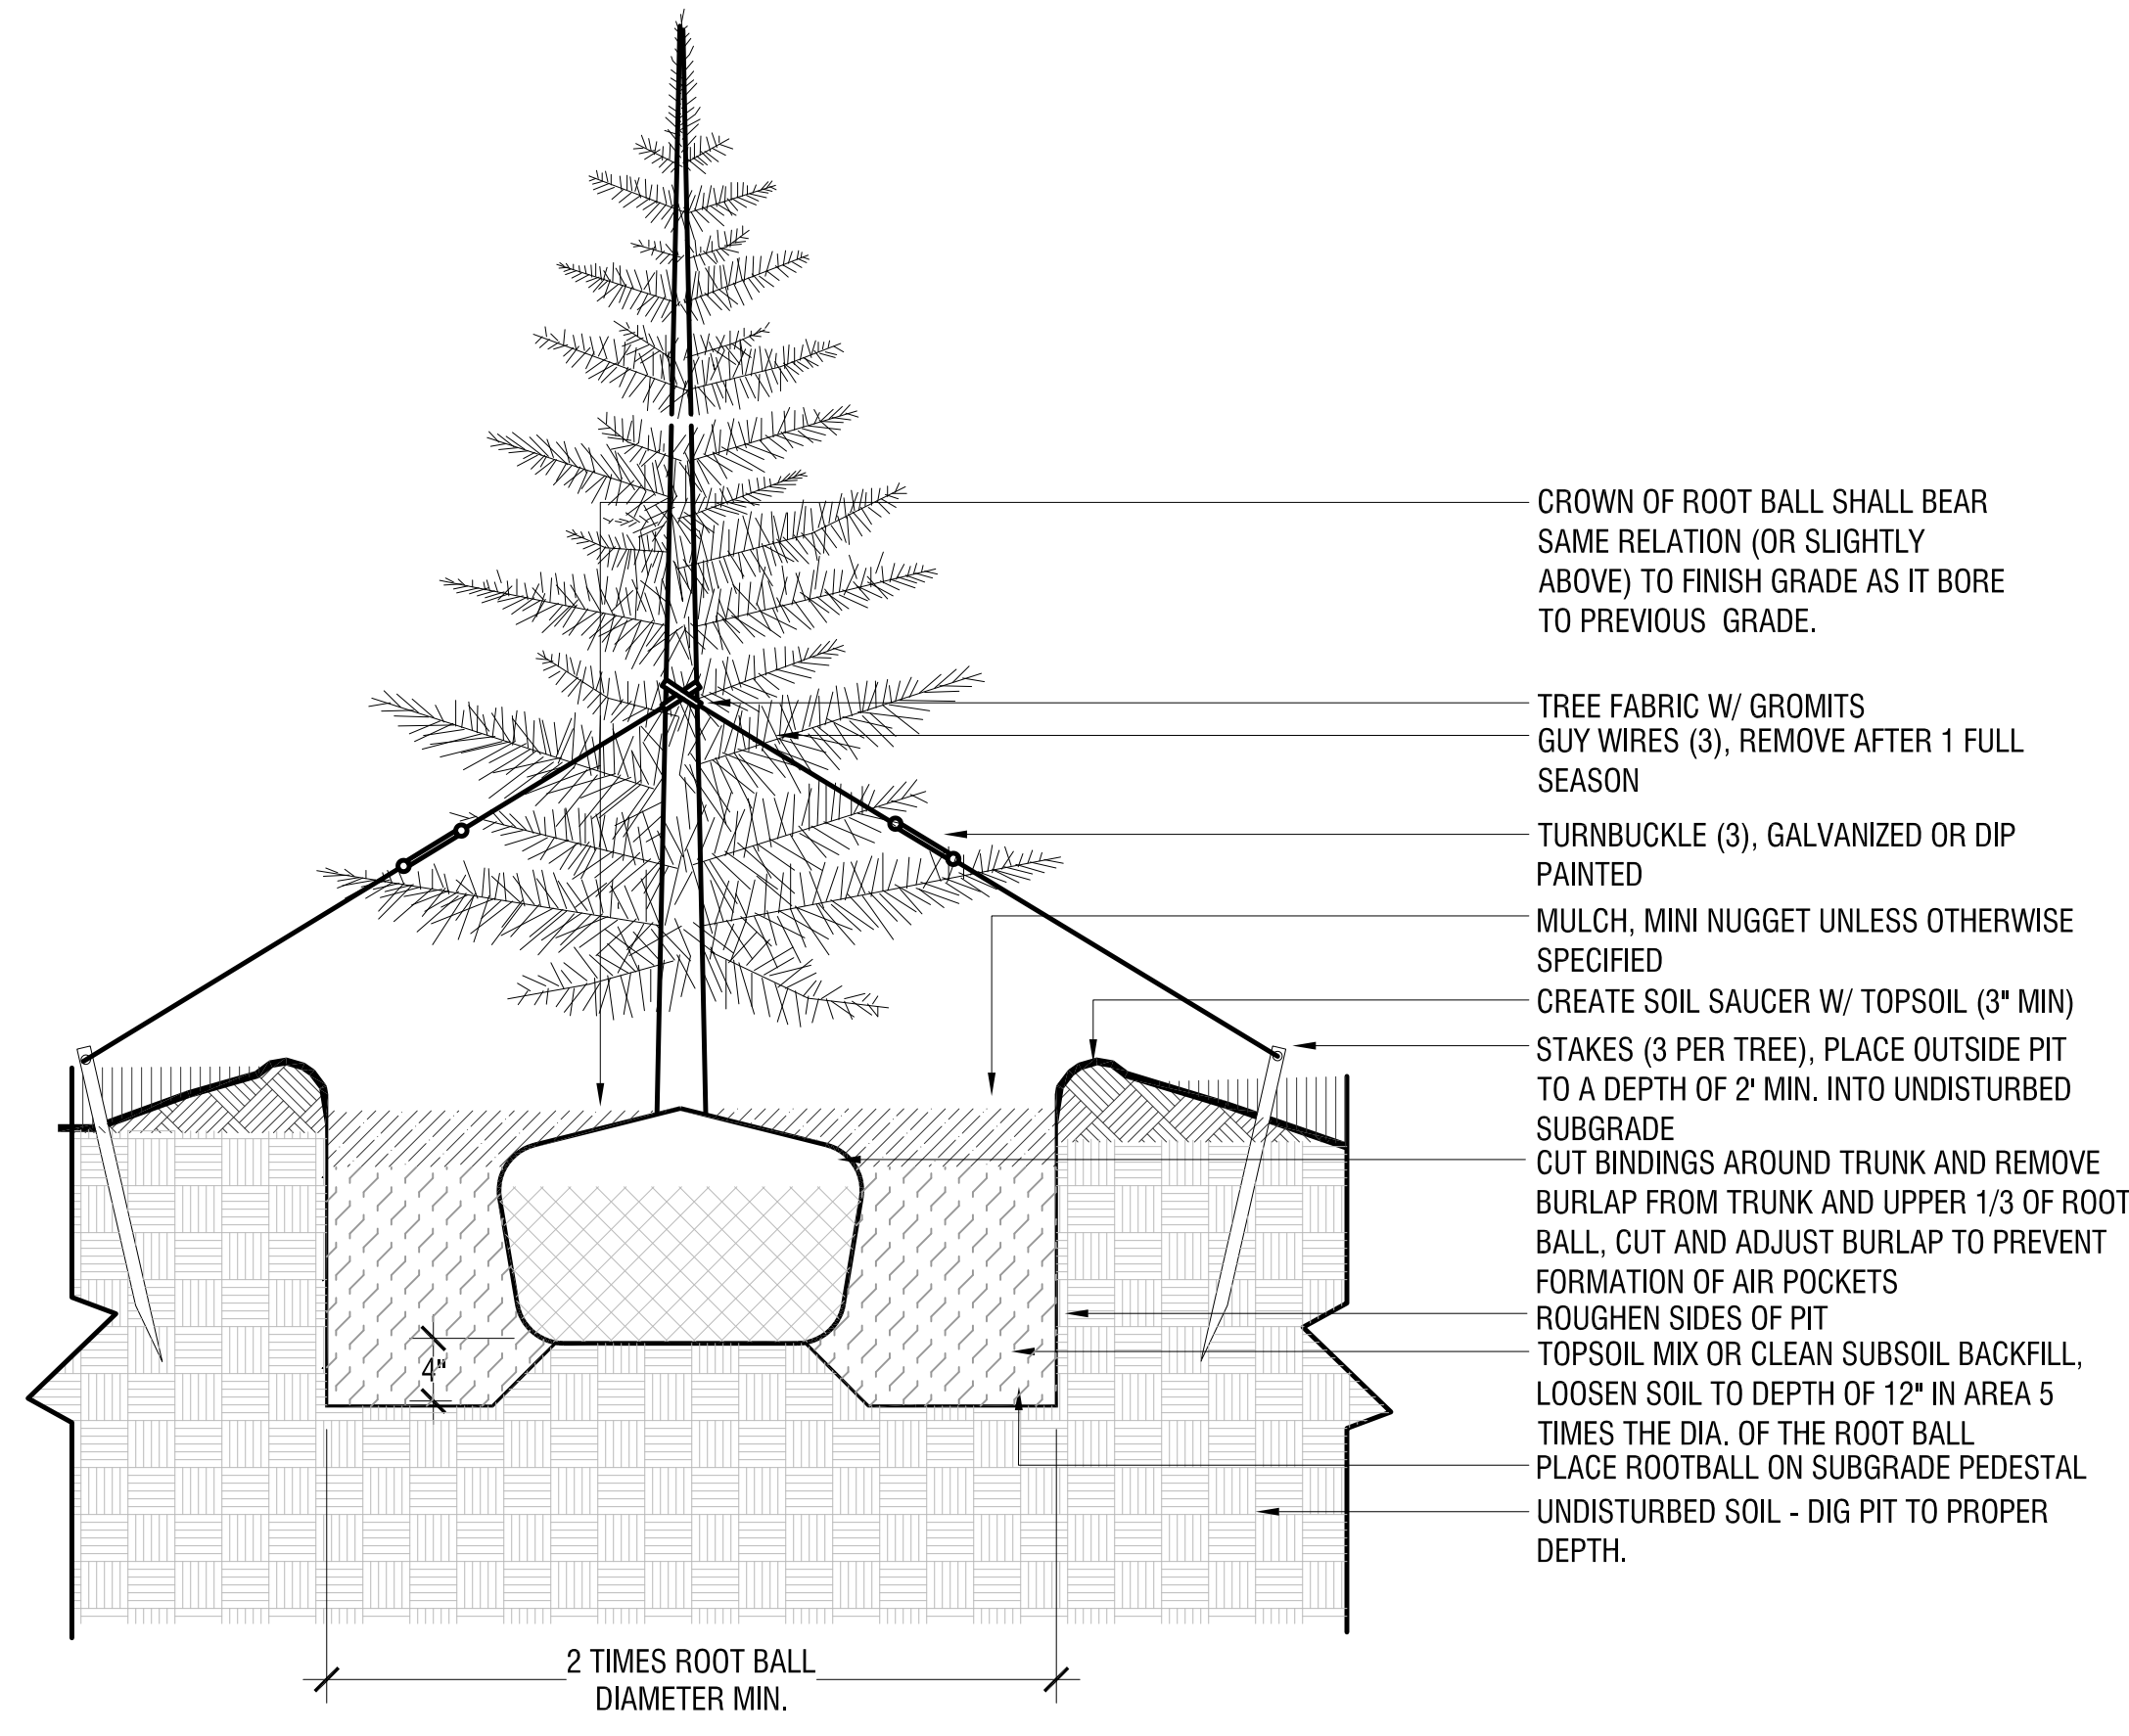 CROWN OF ROOT BALL SHALL BEAR
SAME RELATION (OR SLIGHTLY
ABOVE) TO FINISH GRADE AS IT BORE
TO PREVIOUS GRADE.
TREE FABRIC W/ GROMITS
GUY WIRES (3), REMOVE AFTER 1 FULL
SEASON
TURNBUCKLE (3), GALVANIZED OR DIP
PAINTED
MULCH, MINI NUGGET UNLESS OTHERWISE
SPECIFIED
CREATE SOIL SAUCER W/ TOPSOIL (3" MIN)
STAKES (3 PER TREE), PLACE OUTSIDE PIT
TO A DEPTH OF 2' MIN. INTO UNDISTURBED
SUBGRADE
CUT BINDINGS AROUND TRUNK AND REMOVE
BURLAP FROM TRUNK AND UPPER 1/3 OF ROOT
BALL, CUT AND ADJUST BURLAP TO PREVENT
FORMATION OF AIR POCKETS
ROUGHEN SIDES OF PIT
TOPSOIL MIX OR CLEAN SUBSOIL BACKFILL,
LOOSEN SOIL TO DEPTH OF 12" IN AREA 5
TIMES THE DIA. OF THE ROOT BALL
PLACE ROOTBALL ON SUBGRADE PEDESTAL
UNDISTURBED SOIL - DIG PIT TO PROPER
DEPTH.
4"
2 TIMES ROOT BALL
DIAMETER MIN.